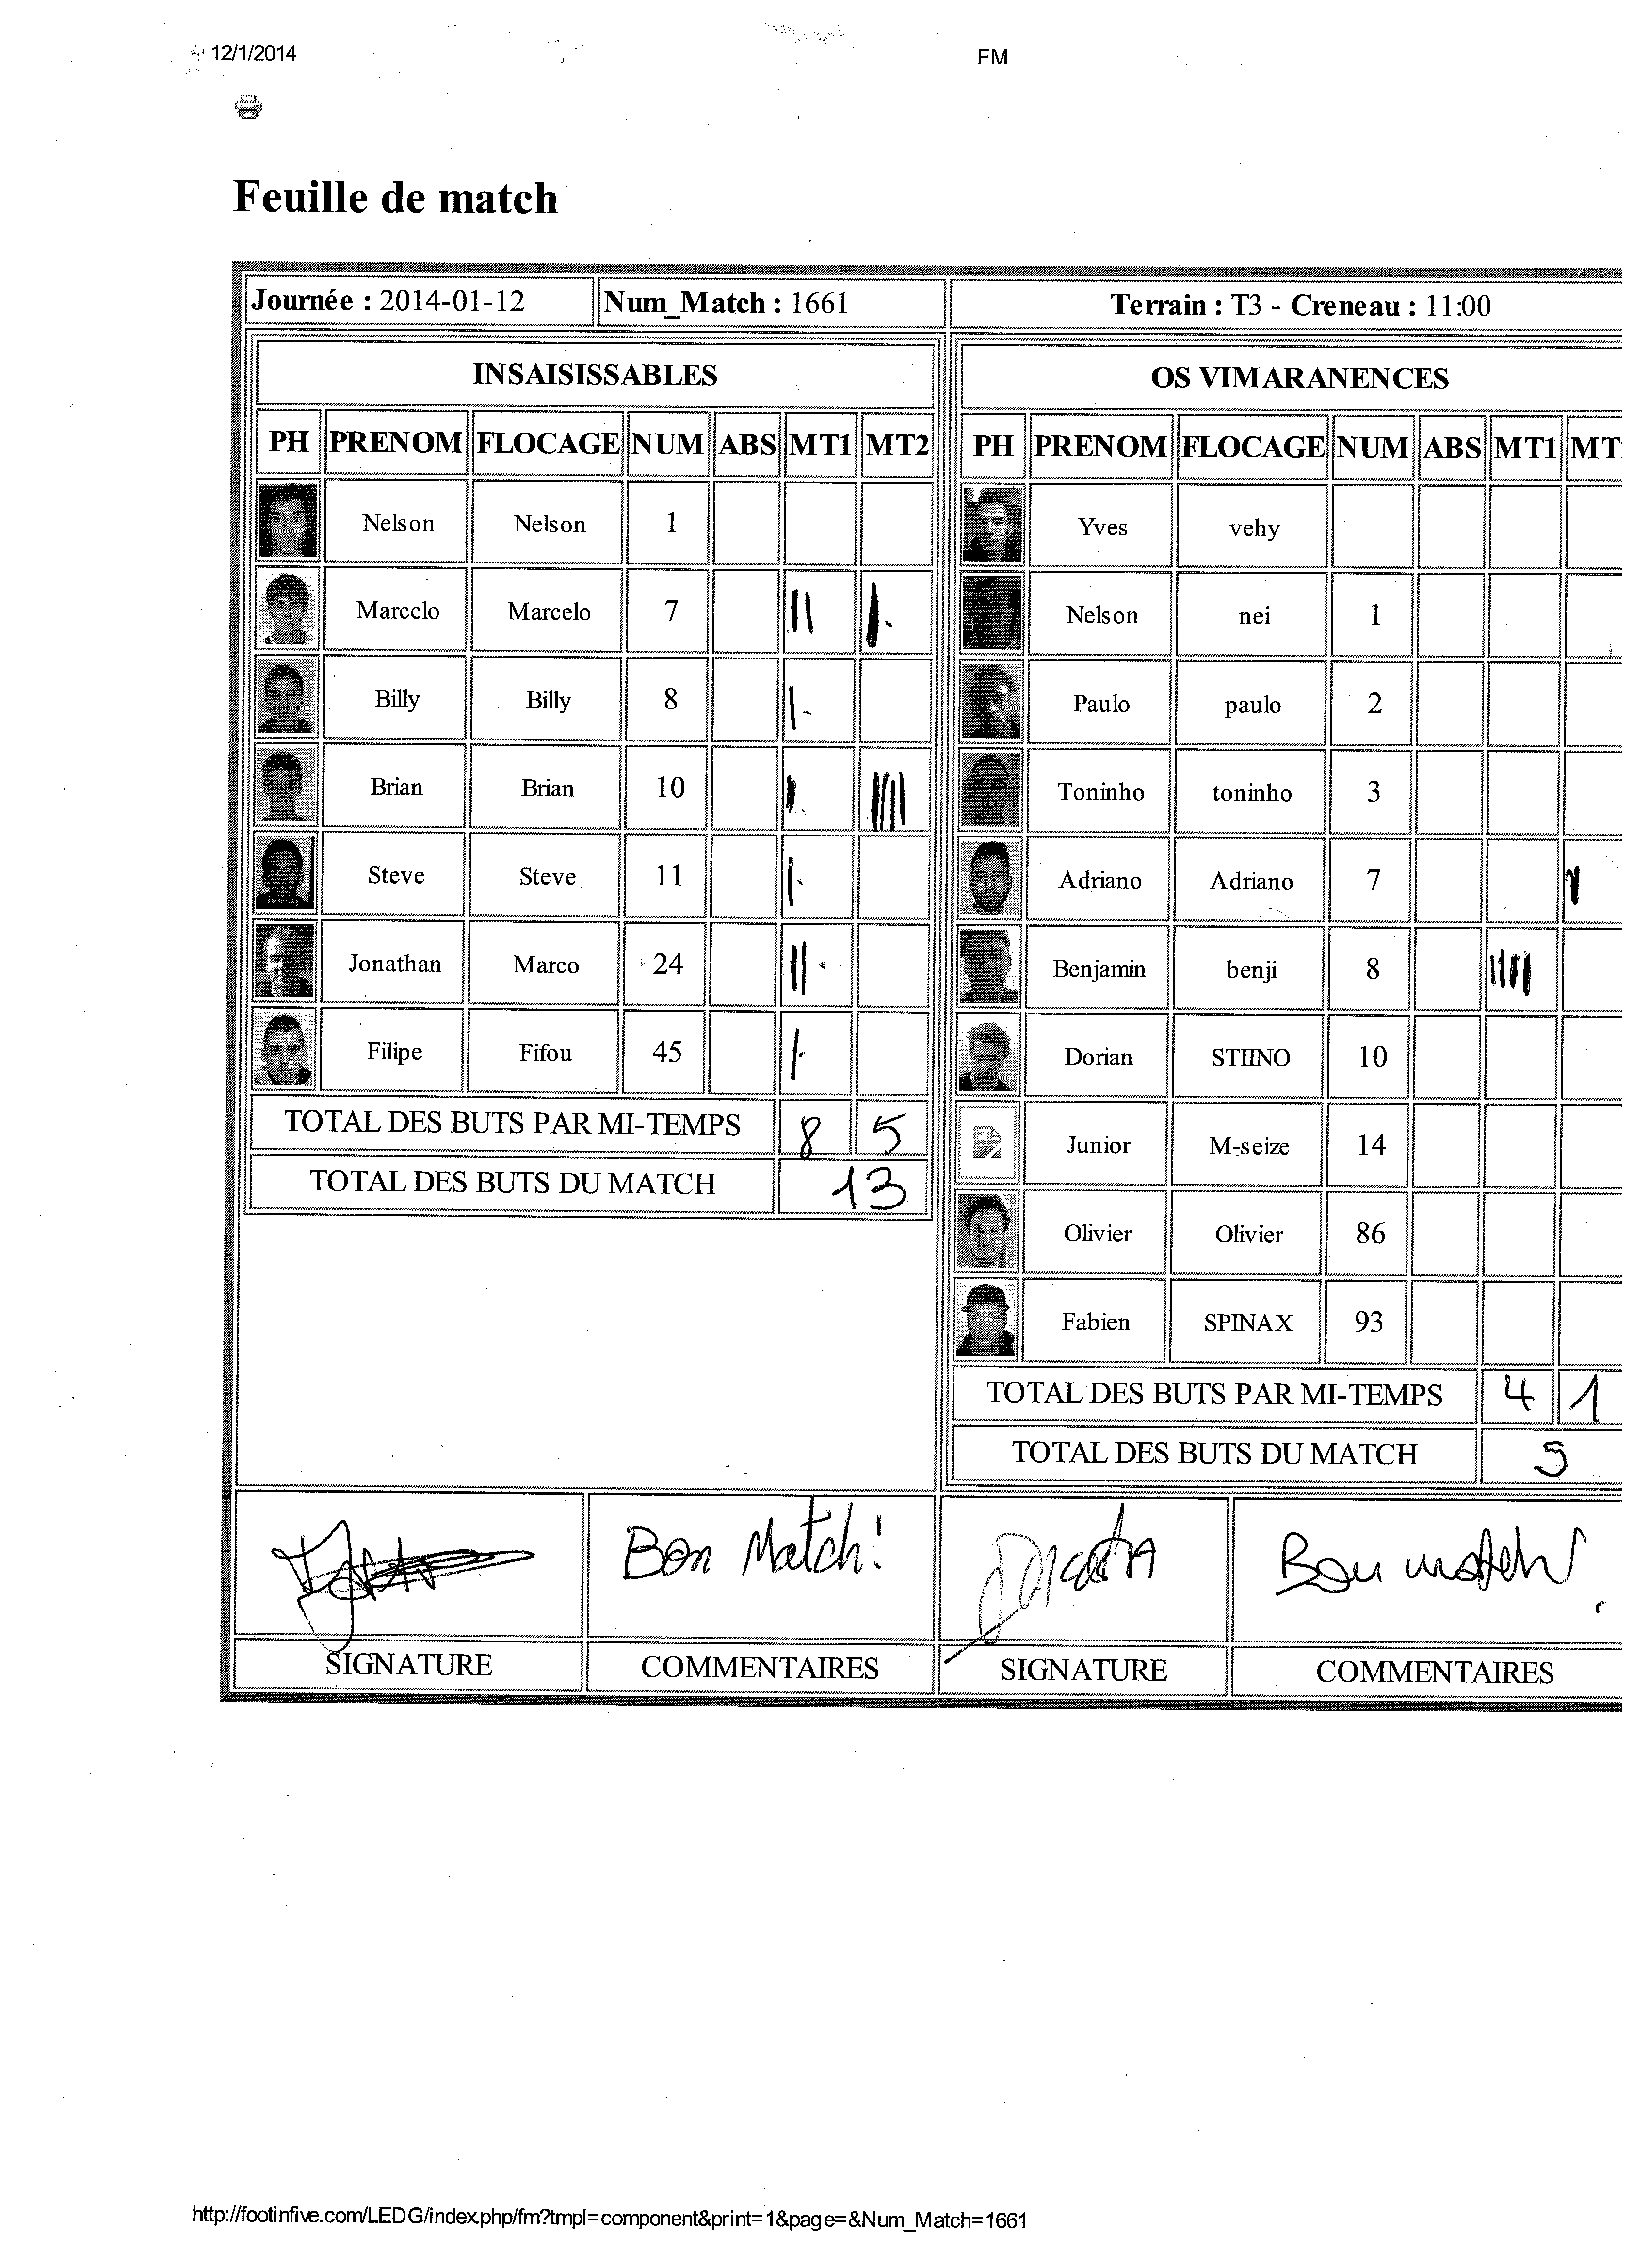 12/1/2014 FM
Feuille de match
Journée : 2014-01-12 Num_Match : 1661 Terrain : T3 - Creneau : 11:00
INSAISISSABLES
PH PRENOM FLOCAGE NUM ABS MT1 MT2
Nelson Nelson 1
Marcelo Marcelo 7
Billy Billy 8
Brian Brian 10
Steve Steve 11
Jonathan Marco 24
Filipe Fifou 45
TOTAL DES BUTS PAR MI-TEMPS 8 5
TOTAL DES BUTS DU MATCH 13
OS VIMARANENCES
PH PRENOM FLOCAGE NUM ABS MT1 MT
Yves vehy
Nelson nei 1
Paulo paulo 2
Toninho toninho 3
Adriano Adriano 7
Benjamin benji 8
Dorian STIINO 10
Junior M-seize 14
Olivier Olivier 86
Fabien SPINAX 93
TOTAL DES BUTS PAR MI-TEMPS 4 1
TOTAL DES BUTS DU MATCH 5
Bon Match! Bon match!
SIGNATURE COMMENTAIRES SIGNATURE COMMENTAIRES
http://footinfive.com/LEDG/index.php/fm?tmpl=component&print=1&page=&Num_Match=1661